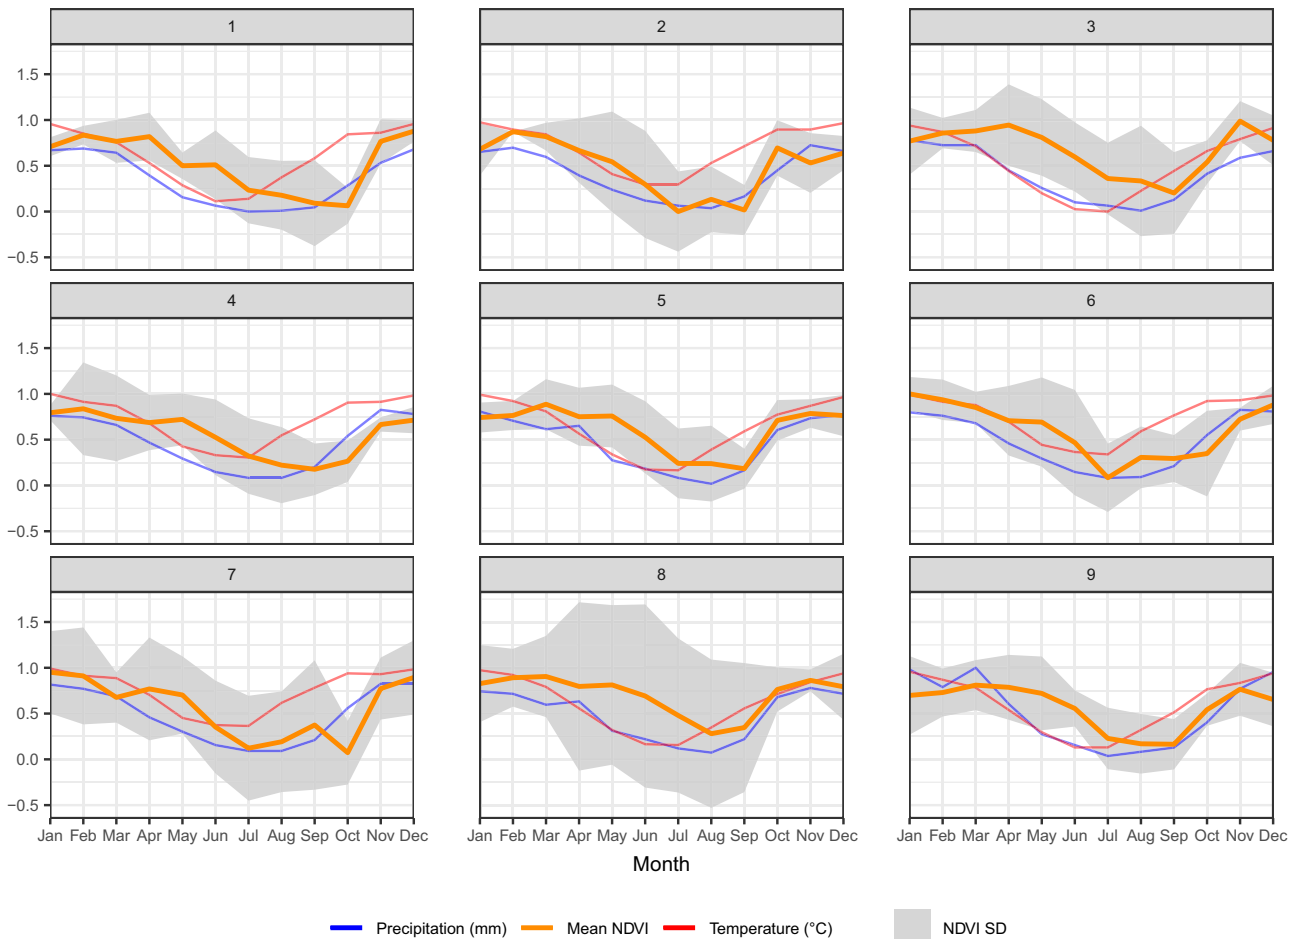 1 2 3
1.5
1.0
0.5
0.0
−0.5
4 5 6
1.5
1.0
0.5
0.0
−0.5
7 8 9
1.5
1.0
0.5
0.0
−0.5
Jan Feb Mar Apr May Jun Jul Aug Sep Oct Nov Dec Jan Feb Mar Apr May Jun Jul Aug Sep Oct Nov Dec Jan Feb Mar Apr May Jun Jul Aug Sep Oct Nov Dec
Month
Precipitation (mm) Mean NDVI Temperature (°C) NDVI SD